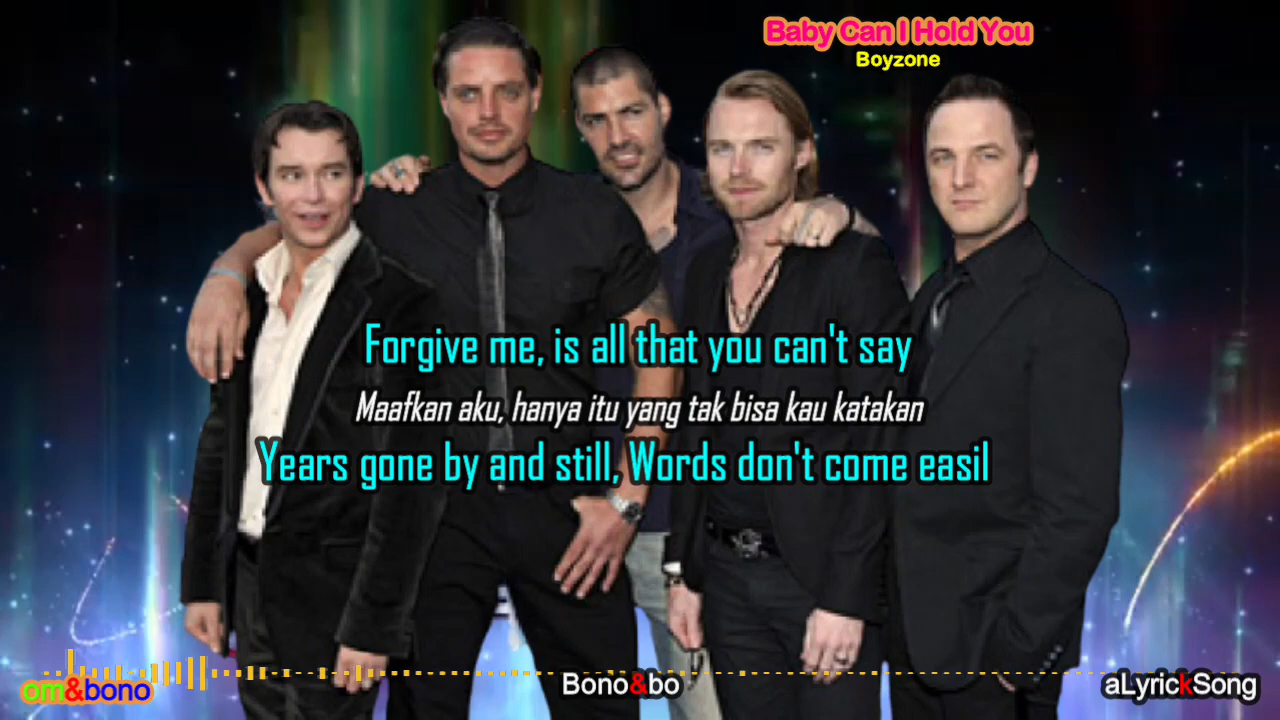 Baby Can I Hold You
Boyzone
Forgive me, is all that you can't say
Maafkan aku, hanya itu yang tak bisa kau katakan
Years gone by and still, Words don't come easil
om&bono
Bono&bo
aLyrickSong